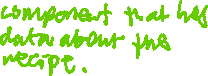 component that has
data about the
recipe.